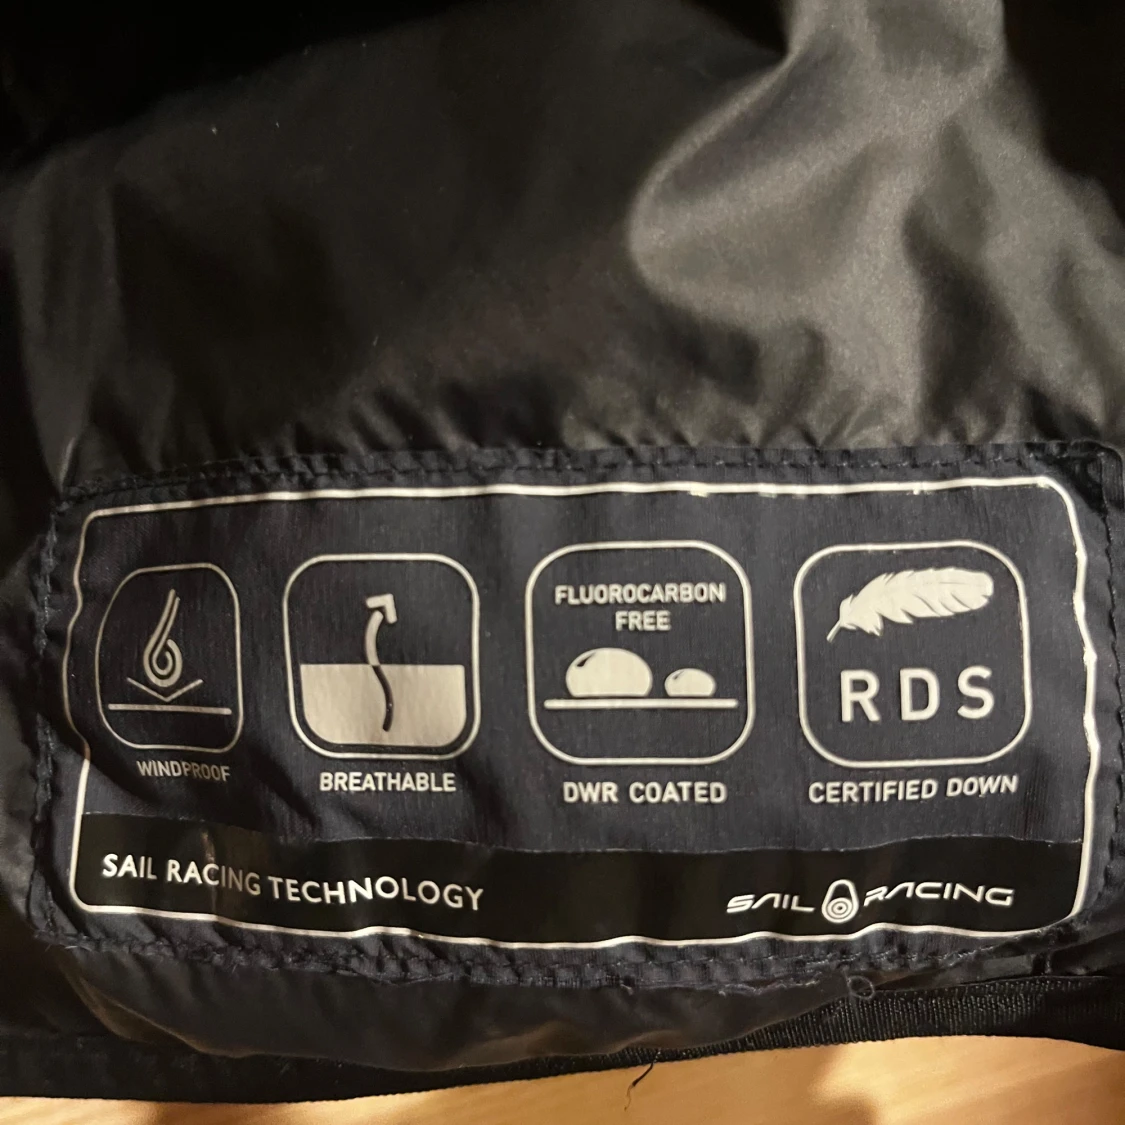 FLUOROCARBON
FREE
RDS
WINDPROOF
BREATHABLE
DWR COATED
CERTIFIED DOWN
SAIL RACING TECHNOLOGY
SAIL RACING